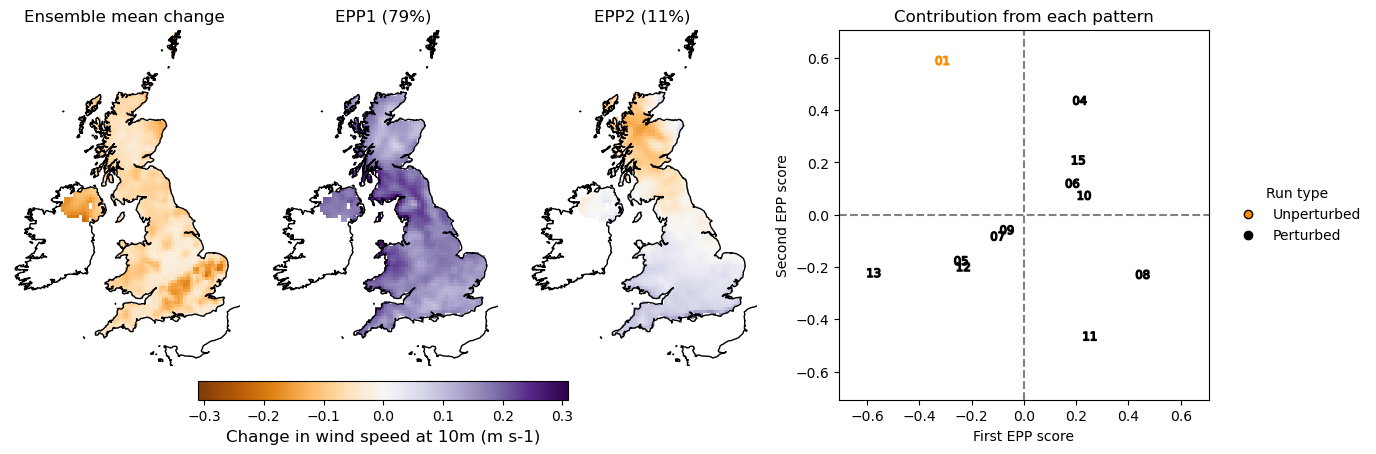 Ensemble mean change
EPP1 (79%)
EPP2 (11%)
Contribution from each pattern
−0.3 −0.2 −0.1 0.0 0.1 0.2 0.3
Change in wind speed at 10m (m s-1)
Second EPP score
0.6
0.4
0.2
0.0
−0.2
−0.4
−0.6
01
04
15
06
10
09
07
05
12
13
08
11
−0.6 −0.4 −0.2 0.0 0.2 0.4 0.6
First EPP score
Run type
Unperturbed
Perturbed